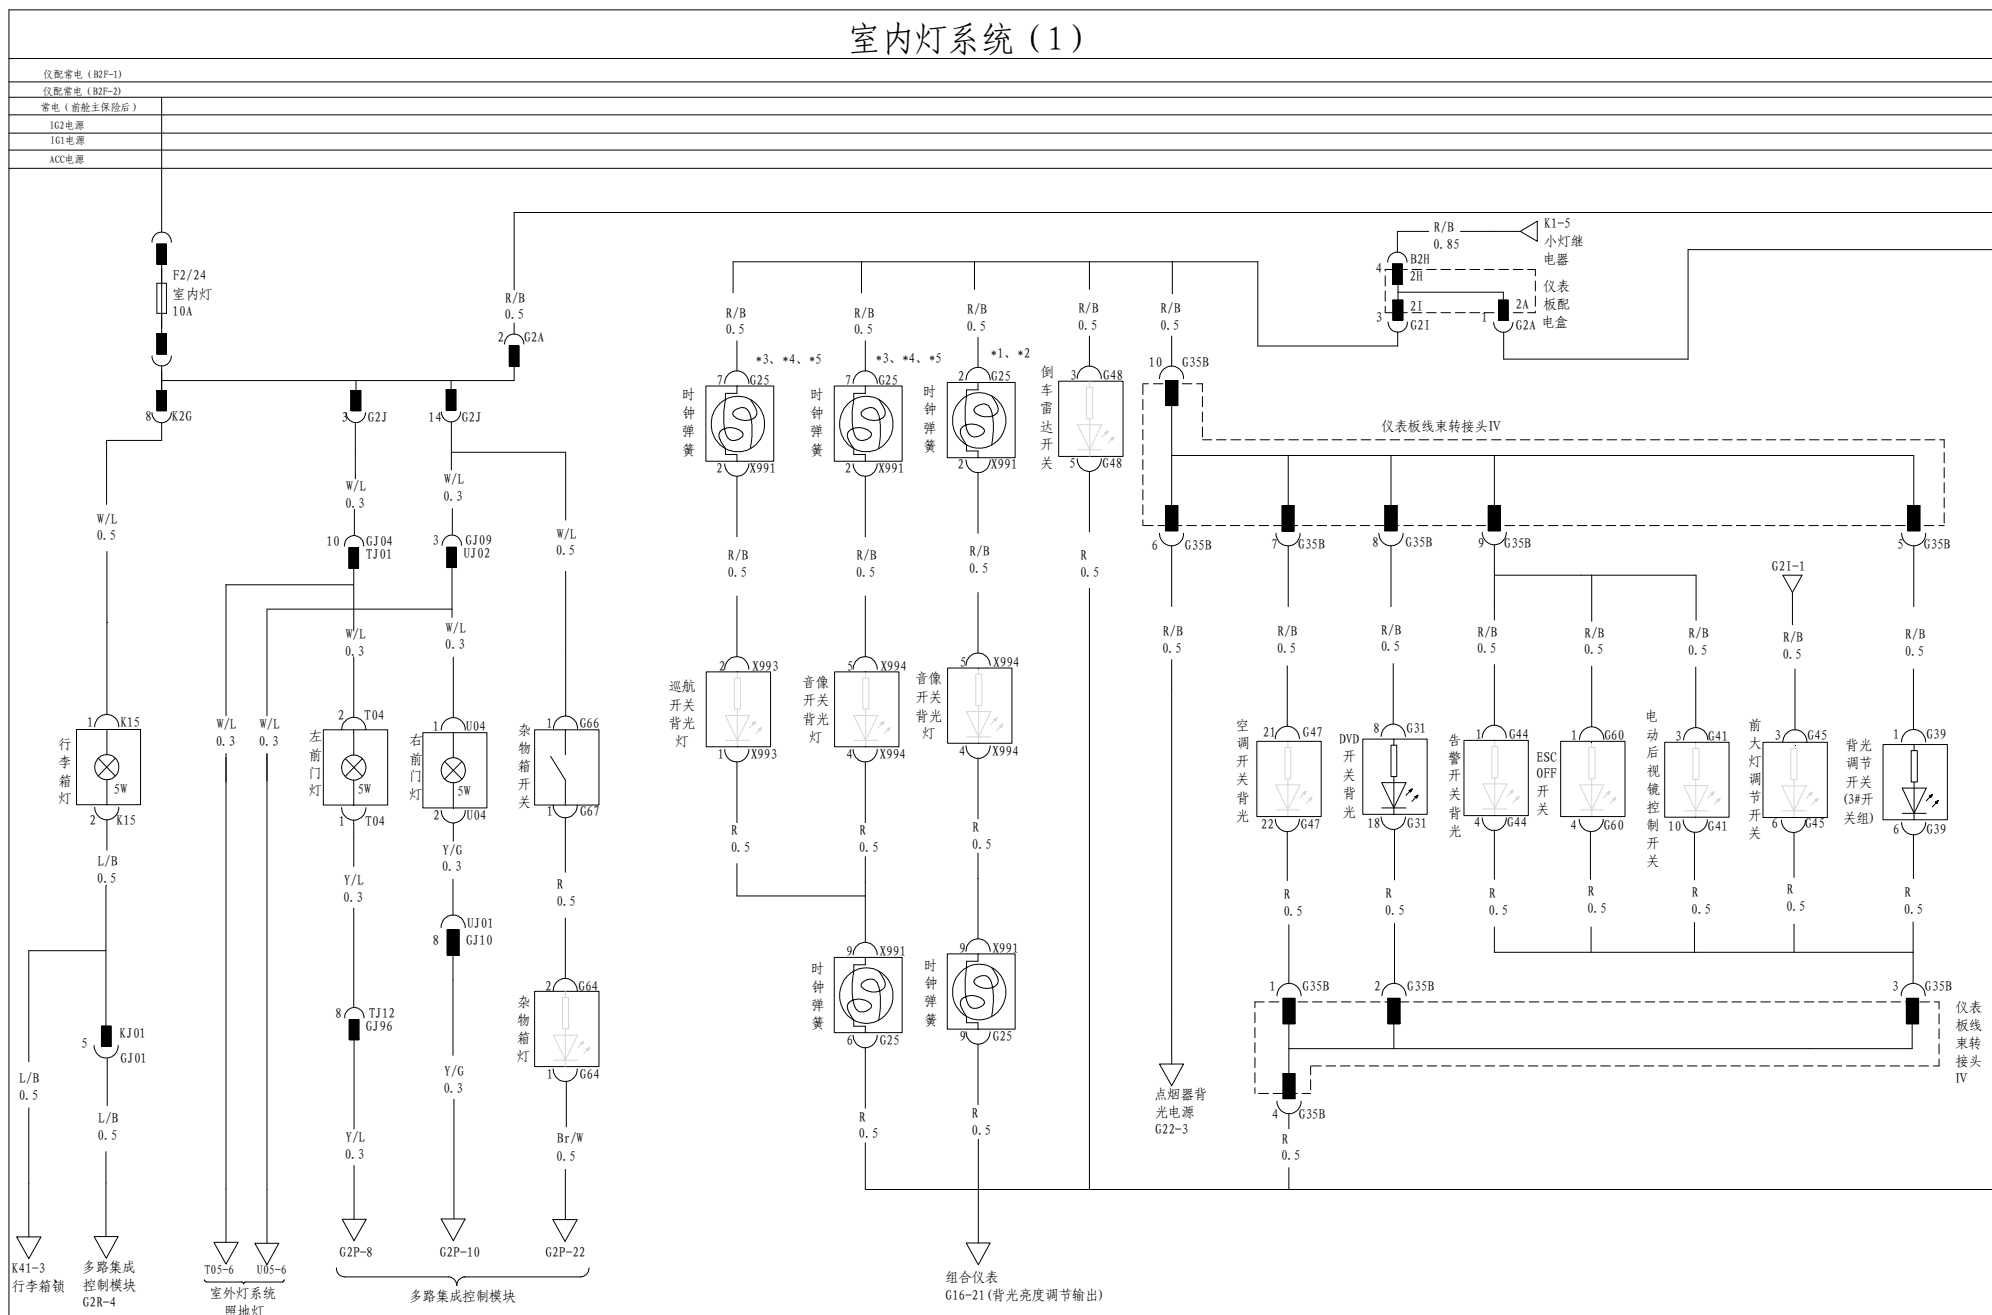 室内灯系统(1)
仪配常电(B2F-1)
仪配常电(B2F-2)
常电(前舱主保险后)
IG2电源
IG1电源
ACC电源
F2/24
室内灯
10A
R/B
0.5
2 G2A
8 K2G
3 G2J
14 G2J
W/L
0.5
W/L
0.3
W/L
0.3
W/L
0.5
10 GJ04
TJ01
3 GJ09
UJ02
W/L
0.3
W/L
0.3
W/L
0.3
W/L
0.3
1 K15
行李箱灯
5W
2 K15
2 T04
左前门灯
5W
1 T04
1 U04
右前门灯
5W
2 U04
1 G66
杂物箱开关
1 G67
L/B
0.5
Y/L
0.3
Y/G
0.3
R
0.5
UJ01
8 GJ10
8 TJ12
GJ96
2 G64
杂物箱灯
1 G64
KJ01
5
GJ01
L/B
0.5
L/B
0.5
Y/L
0.3
Y/G
0.3
Br/W
0.5
K41-3
行李箱锁
多路集成
控制模块
G2R-4
T05-6
U05-6
室外灯系统
照地灯
G2P-8
G2P-10
G2P-22
多路集成控制模块
R/B
0.5
R/B
0.5
R/B
0.5
R/B
0.5
R/B
0.5
*3、*4、*5
*3、*4、*5
*1、*2
7 G25
时钟弹簧
2 X991
7 G25
时钟弹簧
2 X991
2 G25
时钟弹簧
2 X991
3 G48
倒车雷达开关
5 G48
R/B
0.5
R/B
0.5
R/B
0.5
R
0.5
2 X993
巡航
开关
背光
灯
1 X993
5 X994
音像
开关
背光
灯
4 X994
5 X994
音像
开关
背光
灯
4 X994
R
0.5
R
0.5
R
0.5
9 X991
时钟弹簧
6 G25
9 X991
时钟弹簧
9 G25
R
0.5
R
0.5
组合仪表
G16-21(背光亮度调节输出)
R/B
0.85
K1-5
小灯继
电器
4 B2H
2H
2I
3 G2I
2A
1 G2A
仪表
板配
电盒
10 G35B
仪表板线束转接头IV
6 G35B
7 G35B
8 G35B
9 G35B
5 G35B
G2I-1
R/B
0.5
R/B
0.5
R/B
0.5
R/B
0.5
R/B
0.5
R/B
0.5
R/B
0.5
R/B
0.5
21 G47
空调开关背光
22 G47
8 G31
DVD
开关背光
18 G31
1 G44
告警开关背光
4 G44
1 G60
ESC
OFF
开关
4 G60
3 G41
电动后视镜控制开关
10 G41
3 G45
前大灯调节开关
6 G45
1 G39
背光
调节
开关
(3#开
关组)
6 G39
R
0.5
R
0.5
R
0.5
R
0.5
R
0.5
R
0.5
R
0.5
1 G35B
2 G35B
3 G35B
仪表
板线
束转
接头
IV
4 G35B
R
0.5
点烟器背
光电源
G22-3